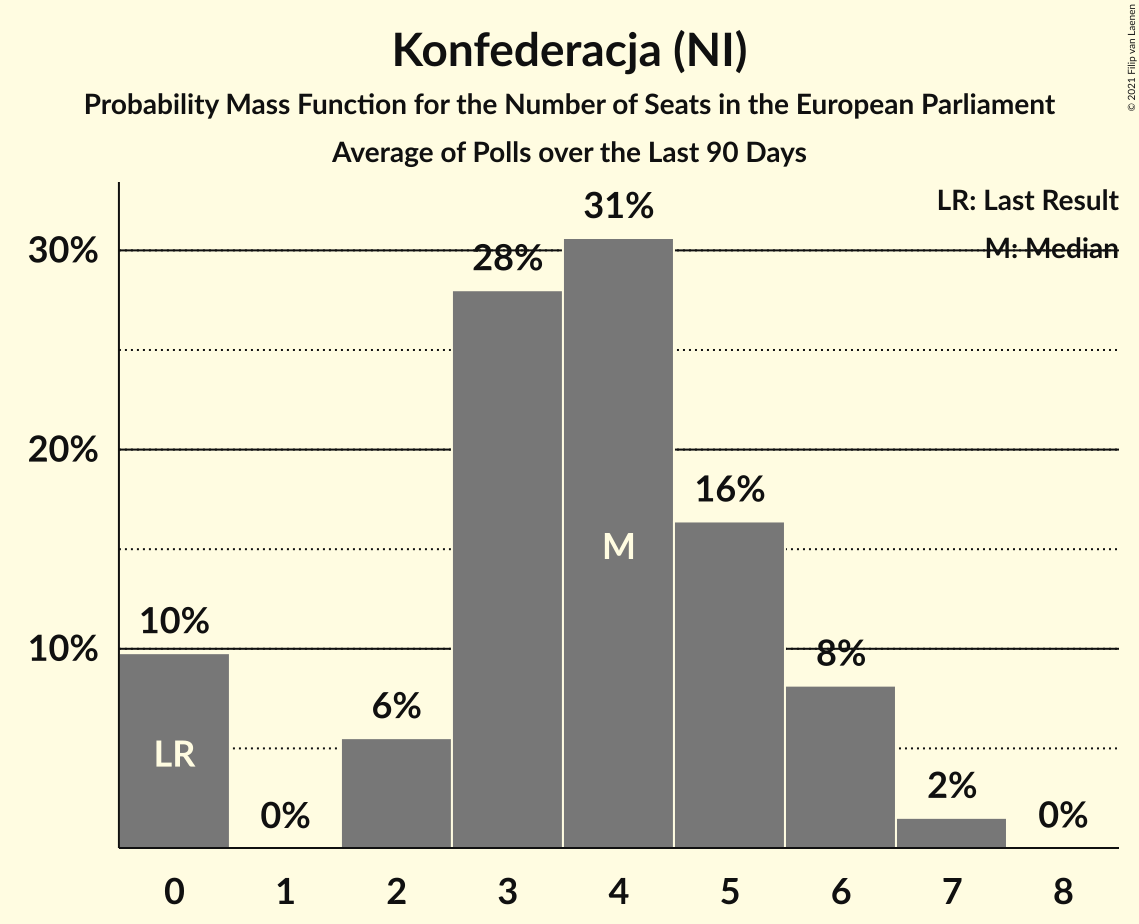 Konfederacja (NI)
Probability Mass Function for the Number of Seats in the European Parliament
Average of Polls over the Last 90 Days
© 2021 Filip van Laenen
LR: Last Result
M: Median
30%
20%
10%
10%
0%
6%
28%
31%
16%
8%
2%
0%
LR
M
0 1 2 3 4 5 6 7 8